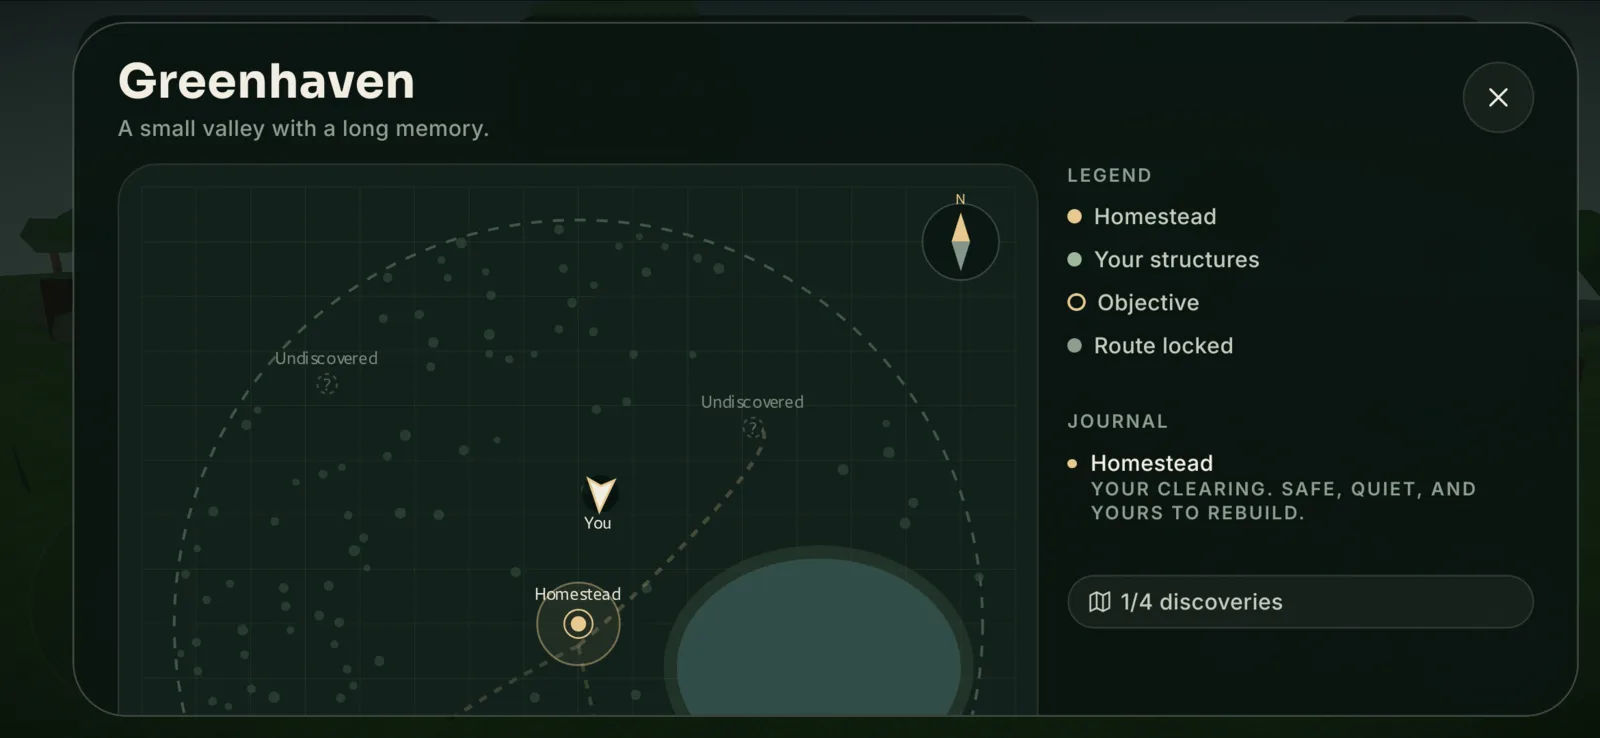 Greenhaven
A small valley with a long memory.
N
Undiscovered
?
Undiscovered
?
You
Homestead
LEGEND
Homestead
Your structures
Objective
Route locked
JOURNAL
Homestead
YOUR CLEARING. SAFE, QUIET, AND
YOURS TO REBUILD.
1/4 discoveries